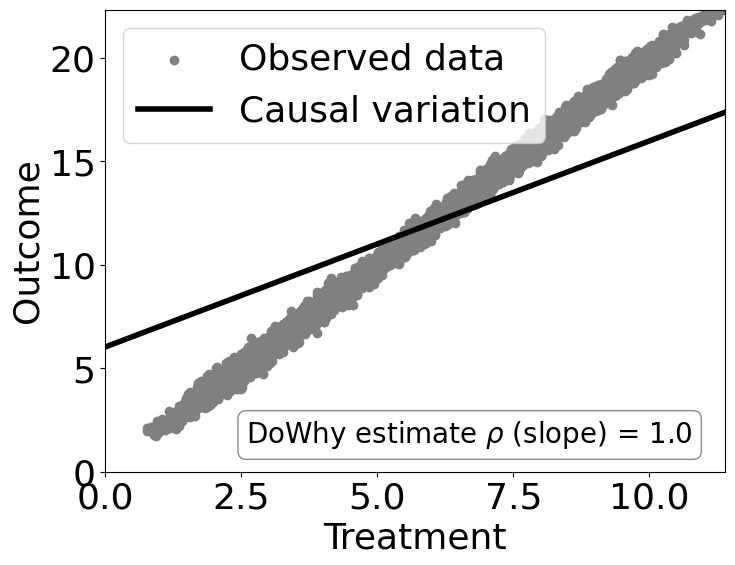 Observed data
Causal variation
20
15
10
5
0
Outcome
DoWhy estimate ρ (slope) = 1.0
0.0 2.5 5.0 7.5 10.0
Treatment